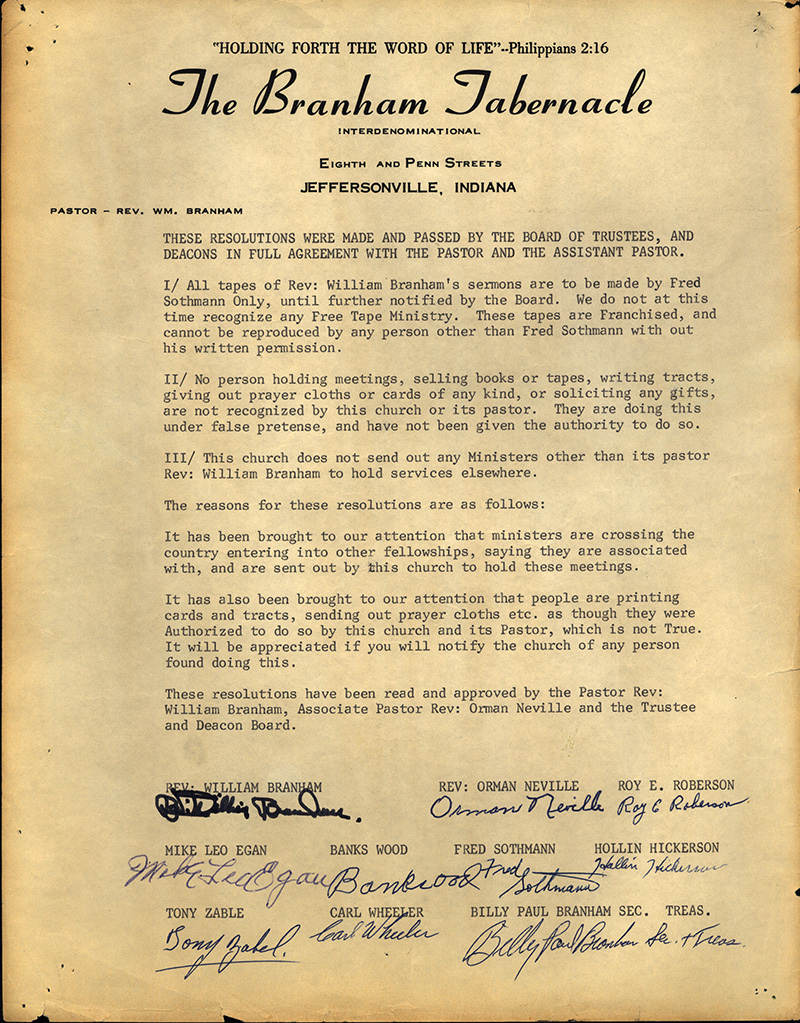 "HOLDING FORTH THE WORD OF LIFE"--Philippians 2:16
The Branham Tabernacle
INTERDENOMINATIONAL
EIGHTH AND PENN STREETS
JEFFERSONVILLE, INDIANA
PASTOR – REV. WM. BRANHAM
THESE RESOLUTIONS WERE MADE AND PASSED BY THE BOARD OF TRUSTEES, AND
DEACONS IN FULL AGREEMENT WITH THE PASTOR AND THE ASSISTANT PASTOR.
I/ All tapes of Rev: William Branham's sermons are to be made by Fred
Sothmann Only, until further notified by the Board. We do not at this
time recognize any Free Tape Ministry. These tapes are Franchised, and
cannot be reproduced by any person other than Fred Sothmann with out
his written permission.
II/ No person holding meetings, selling books or tapes, writing tracts,
giving out prayer cloths or cards of any kind, or soliciting any gifts,
are not recognized by this church or its pastor. They are doing this
under false pretense, and have not been given the authority to do so.
III/ This church does not send out any Ministers other than its pastor
Rev: William Branham to hold services elsewhere.
The reasons for these resolutions are as follows:
It has been brought to our attention that ministers are crossing the
country entering into other fellowships, saying they are associated
with, and are sent out by this church to hold these meetings.
It has also been brought to our attention that people are printing
cards and tracts, sending out prayer cloths etc. as though they were
Authorized to do so by this church and its Pastor, which is not True.
It will be appreciated if you will notify the church of any person
found doing this.
These resolutions have been read and approved by the Pastor Rev:
William Branham, Associate Pastor Rev: Orman Neville and the Trustee
and Deacon Board.
REV: WILLIAM BRANHAM REV: ORMAN NEVILLE ROY E. ROBERSON
William Branham. Orman Neville Roy E Roberson
MIKE LEO EGAN BANKS WOOD FRED SOTHMANN HOLLIN HICKERSON
Mike Leo Egan Banks Wood Fred Sothmann Hollin Hickerson
TONY ZABLE CARL WHEELER BILLY PAUL BRANHAM SEC. TREAS.
Tony Zabel. Carl Wheeler Billy Paul Branham Sec. + Treas.